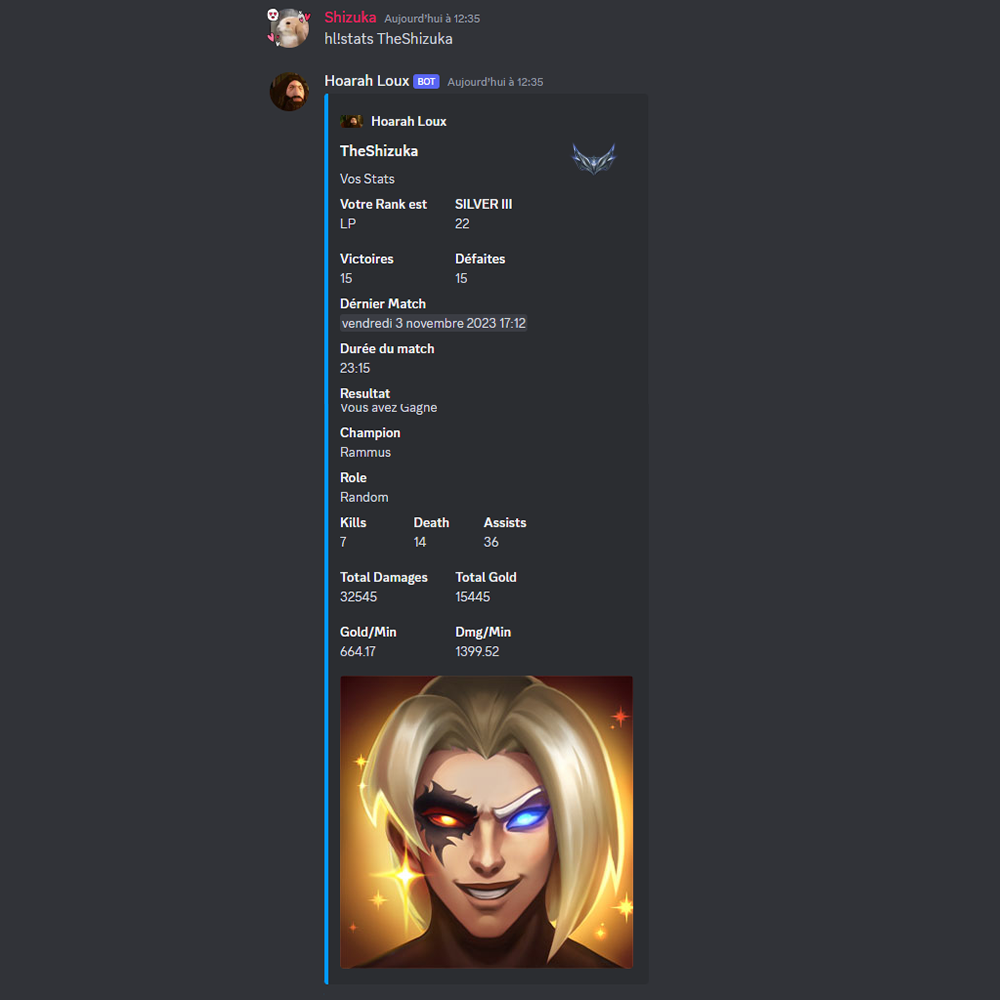 Shizuka Aujourd'hui à 12:35
hl!stats TheShizuka
Hoarah Loux BOT Aujourd'hui à 12:35
Hoarah Loux
TheShizuka
Vos Stats
Votre Rank est SILVER III
LP 22
Victoires Défaites
15 15
Dérnier Match
vendredi 3 novembre 2023 17:12
Durée du match
23:15
Resultat
Vous avez Gagne
Champion
Rammus
Role
Random
Kills Death Assists
7 14 36
Total Damages Total Gold
32545 15445
Gold/Min Dmg/Min
664.17 1399.52